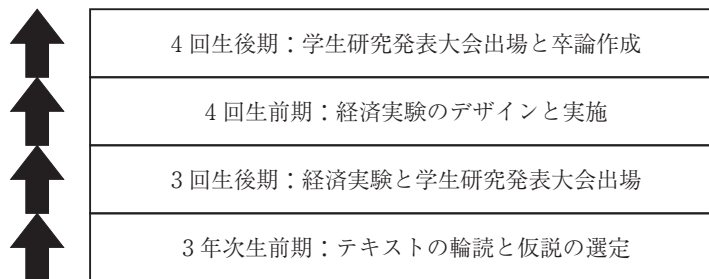 4回生後期：学生研究発表大会出場と卒論作成
4回生前期：経済実験のデザインと実施
3回生後期：経済実験と学生研究発表大会出場
3年次生前期：テキストの輪読と仮説の選定